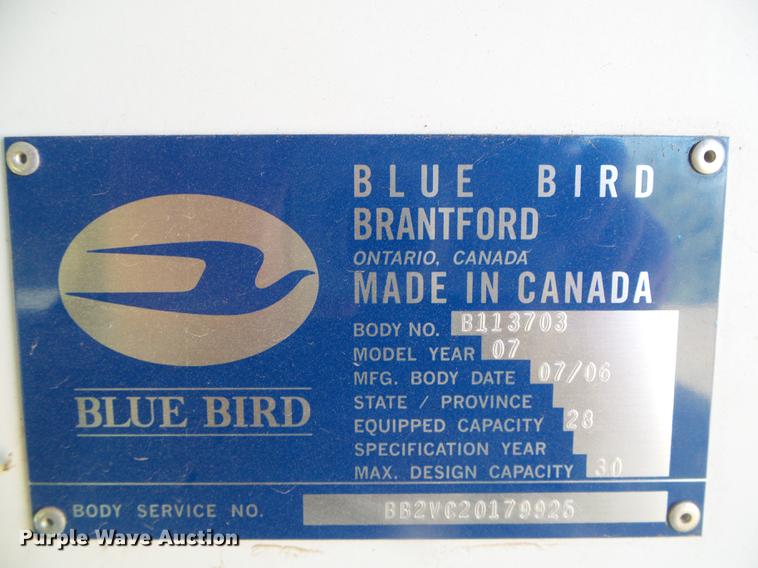 BLUE BIRD
BRANTFORD
ONTARIO, CANADA
MADE IN CANADA
BODY NO. B113703
MODEL YEAR 07
MFG. BODY DATE 07/06
STATE / PROVINCE
EQUIPPED CAPACITY 28
SPECIFICATION YEAR
MAX. DESIGN CAPACITY 30
BLUE BIRD
BODY SERVICE NO. BB2VC20179925
Purple Wave Auction